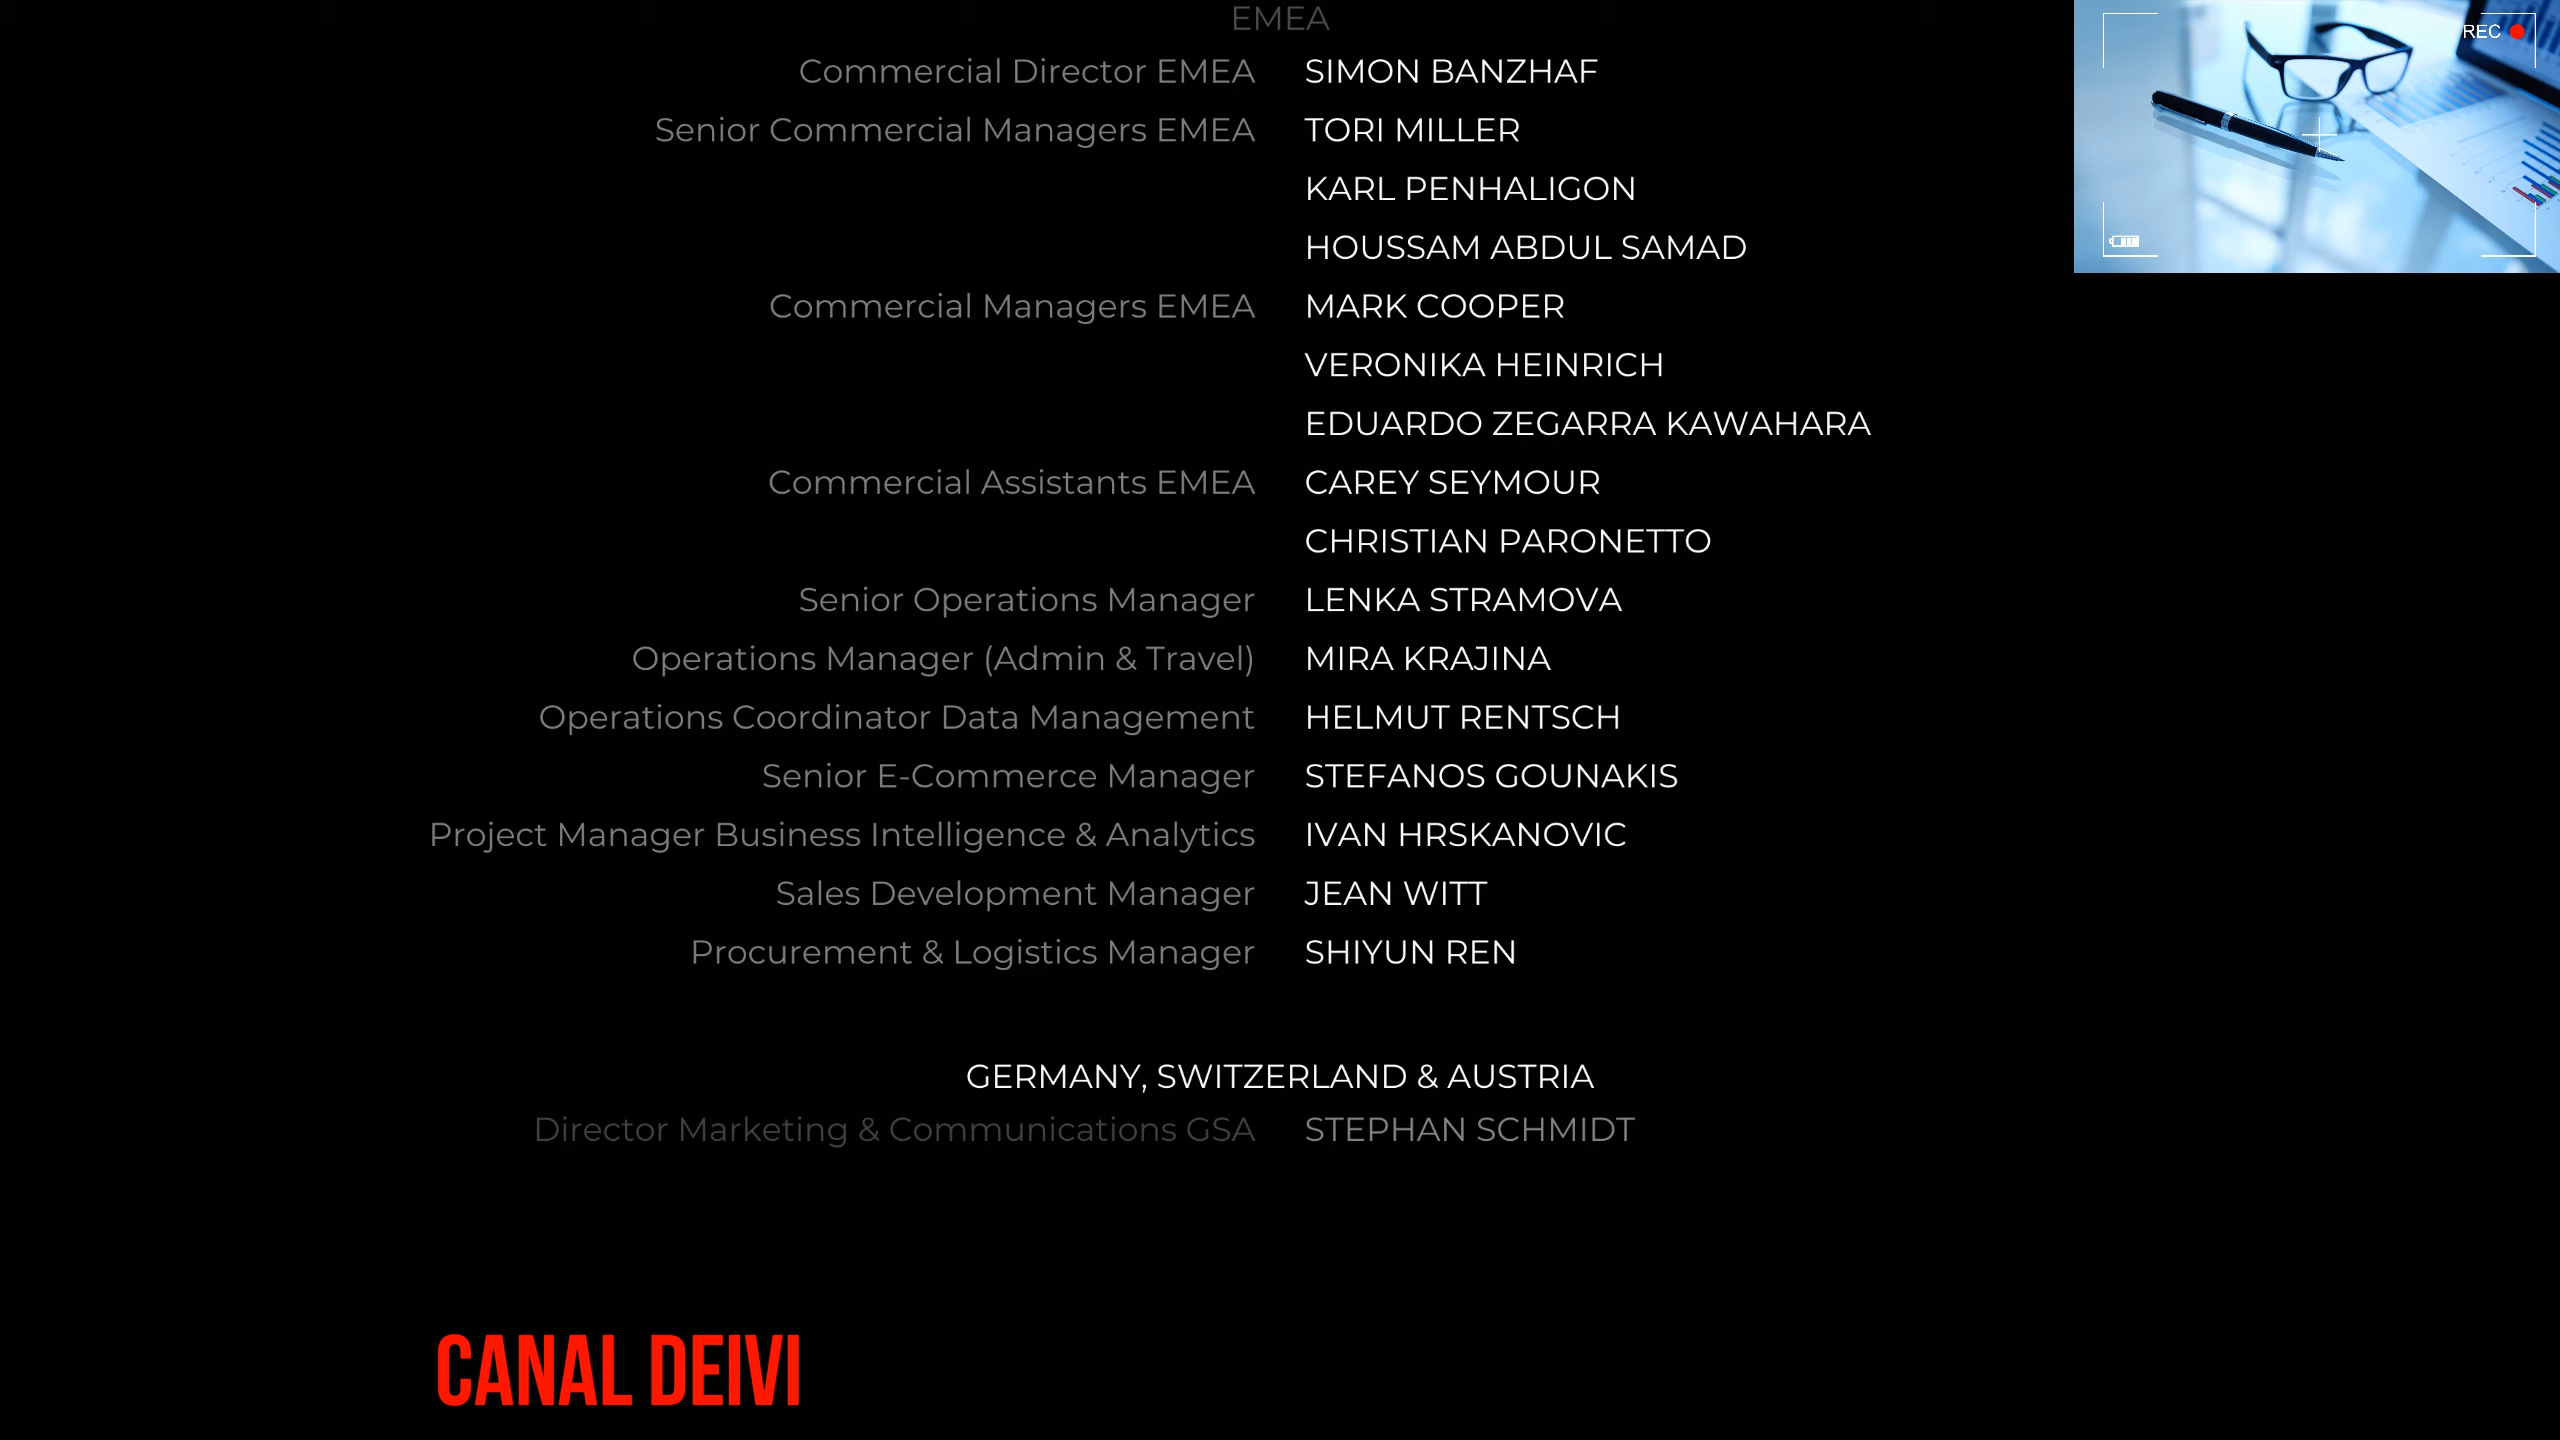 EMEA
Commercial Director EMEA SIMON BANZHAF
Senior Commercial Managers EMEA TORI MILLER
KARL PENHALIGON
HOUSSAM ABDUL SAMAD
Commercial Managers EMEA MARK COOPER
VERONIKA HEINRICH
EDUARDO ZEGARRA KAWAHARA
Commercial Assistants EMEA CAREY SEYMOUR
CHRISTIAN PARONETTO
Senior Operations Manager LENKA STRAMOVA
Operations Manager (Admin & Travel) MIRA KRAJINA
Operations Coordinator Data Management HELMUT RENTSCH
Senior E-Commerce Manager STEFANOS GOUNAKIS
Project Manager Business Intelligence & Analytics IVAN HRSKANOVIC
Sales Development Manager JEAN WITT
Procurement & Logistics Manager SHIYUN REN
GERMANY, SWITZERLAND & AUSTRIA
Director Marketing & Communications GSA STEPHAN SCHMIDT
REC
CANAL DEIVI